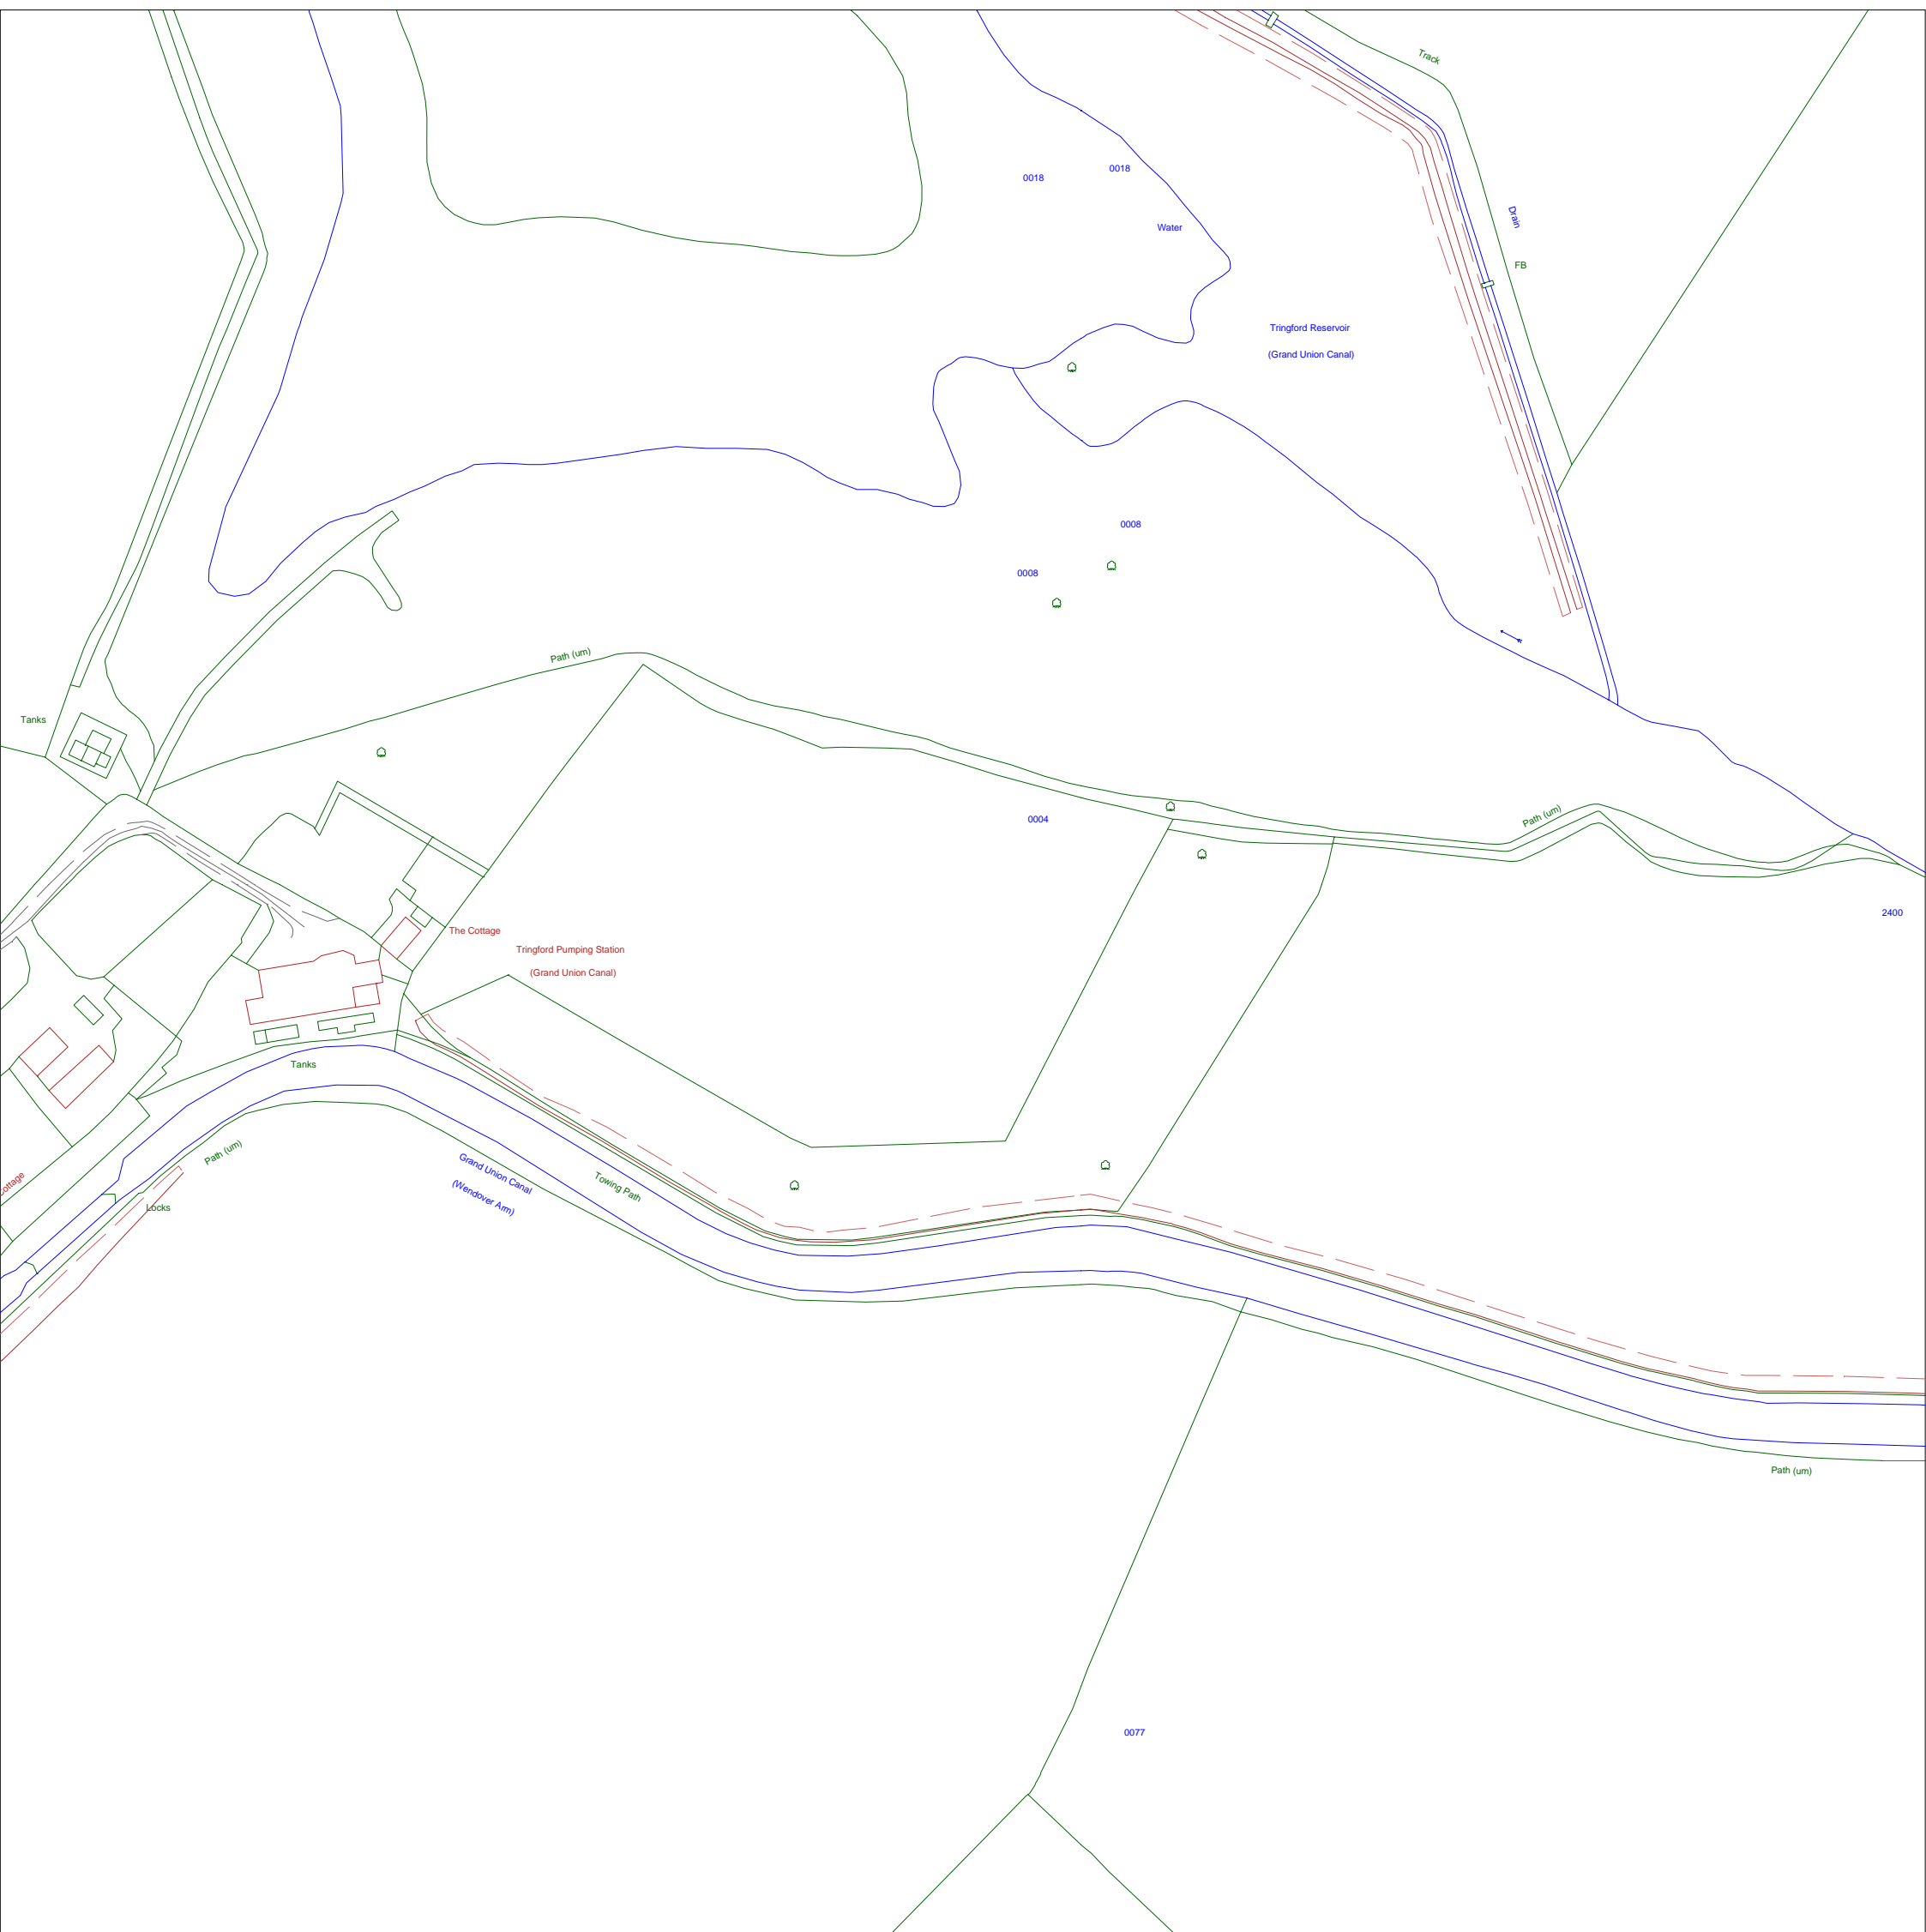 Track
0018
0018
Drain
Water
FB
Tringford Reservoir
(Grand Union Canal)
0008
0008
Path (um)
Tanks
0004
Path (um)
2400
The Cottage
Tringford Pumping Station
(Grand Union Canal)
Tanks
Path (um)
Grand Union Canal
(Wendover Arm)
Towing Path
ottage
Locks
Path (um)
0077